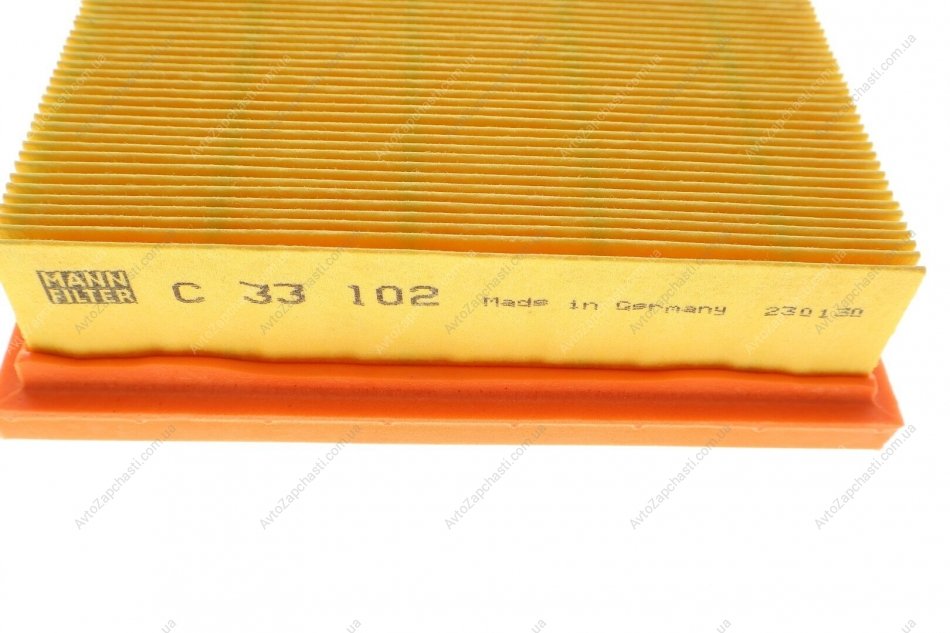 MANN
FILTER
C 33 102
Made in Germany
230130
AvtoZapchasti.com.ua